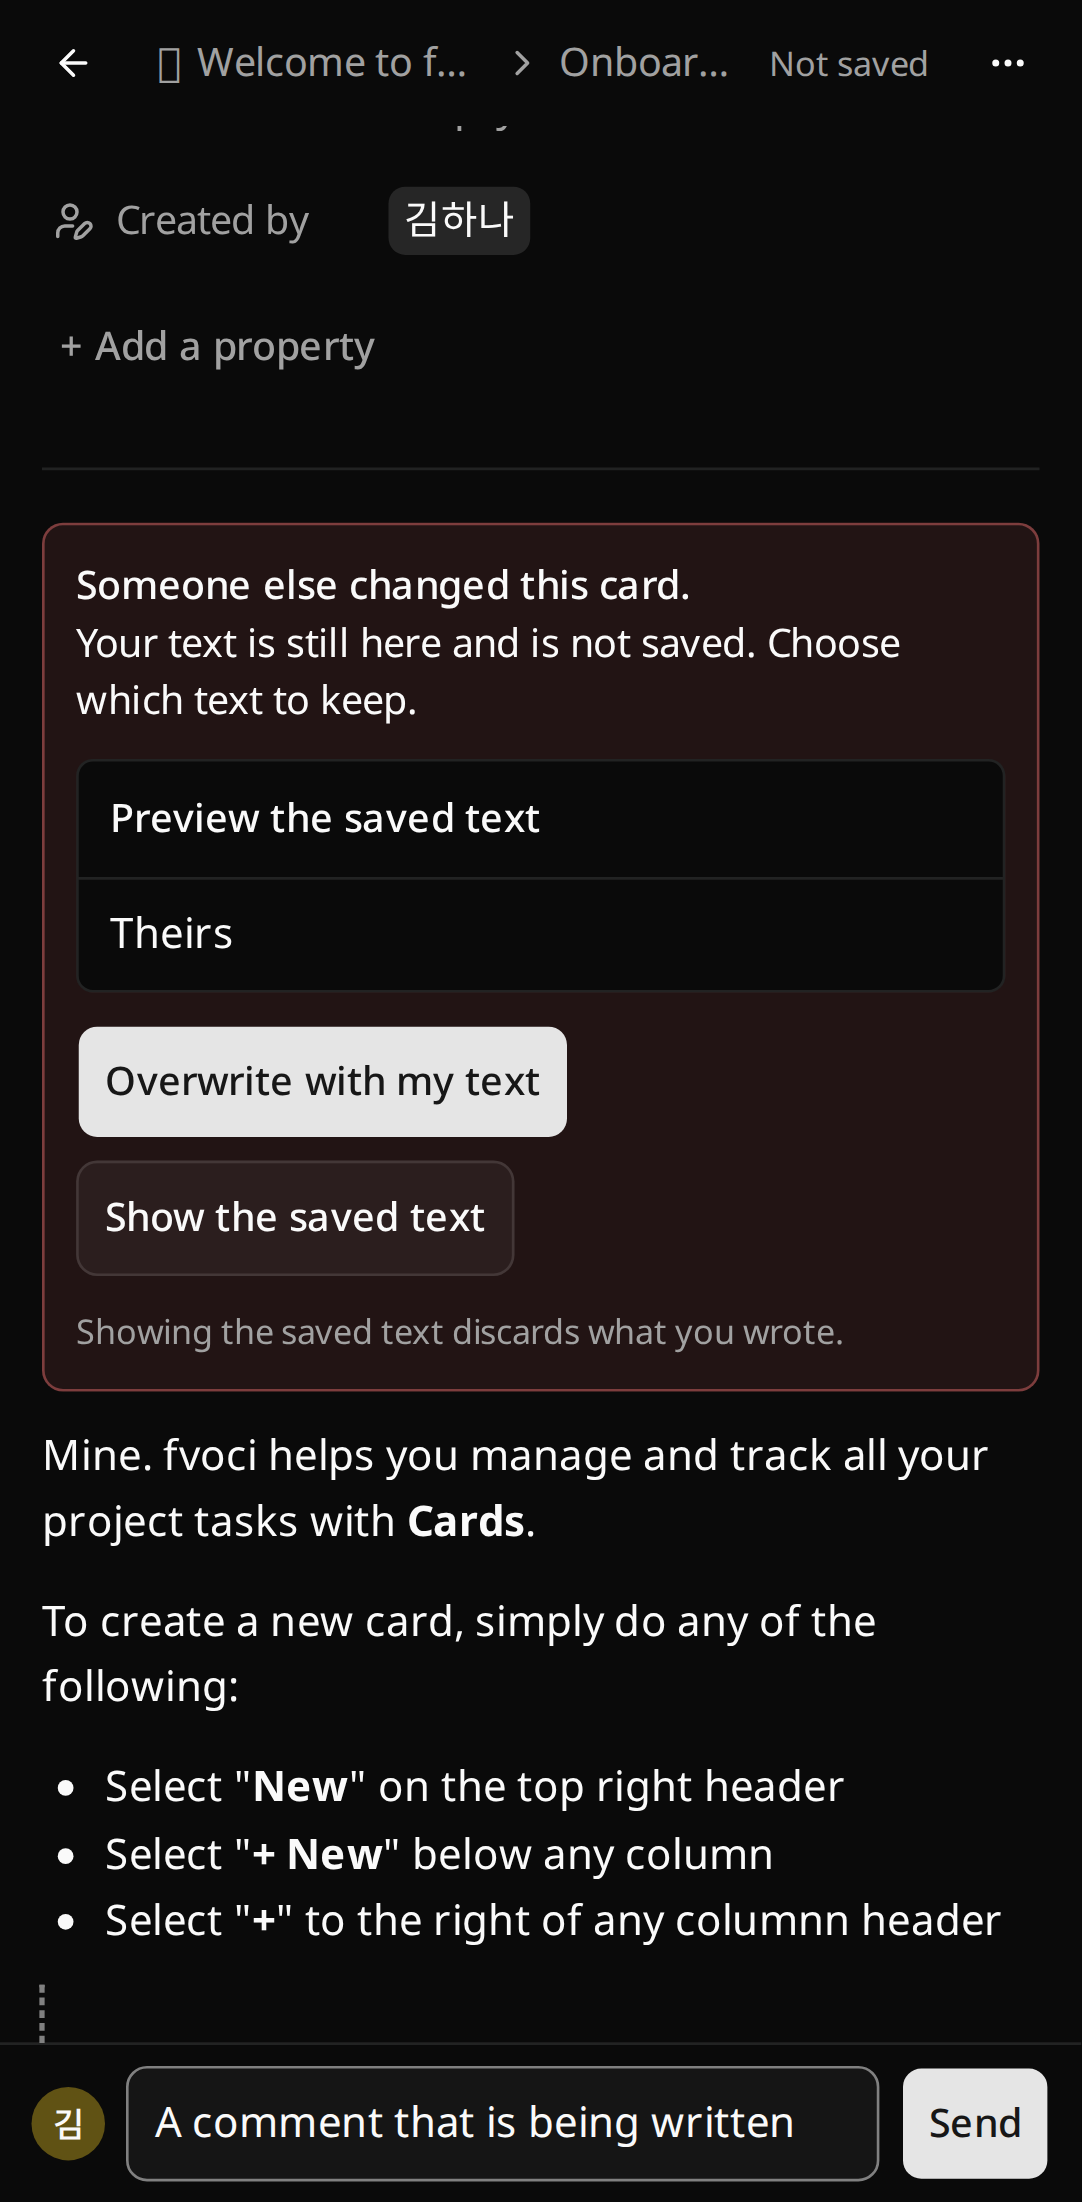 Welcome to f... > Onboar... Not saved
Created by 김하나
+ Add a property
Someone else changed this card.
Your text is still here and is not saved. Choose
which text to keep.
Preview the saved text
Theirs
Overwrite with my text
Show the saved text
Showing the saved text discards what you wrote.
Mine. fvoci helps you manage and track all your
project tasks with Cards.
To create a new card, simply do any of the
following:
• Select "New" on the top right header
• Select "+ New" below any column
• Select "+" to the right of any columnn header
김 A comment that is being written Send